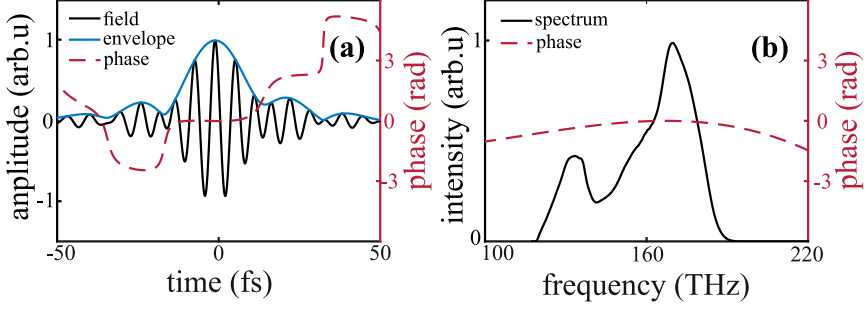 field
envelope
phase
(a)
1
0
-1
3
0
-3
amplitude (arb.u)
phase (rad)
-50
0
50
time (fs)
spectrum
phase
(b)
1
0
3
0
-3
intensity (arb.u)
phase (rad)
100
160
220
frequency (THz)